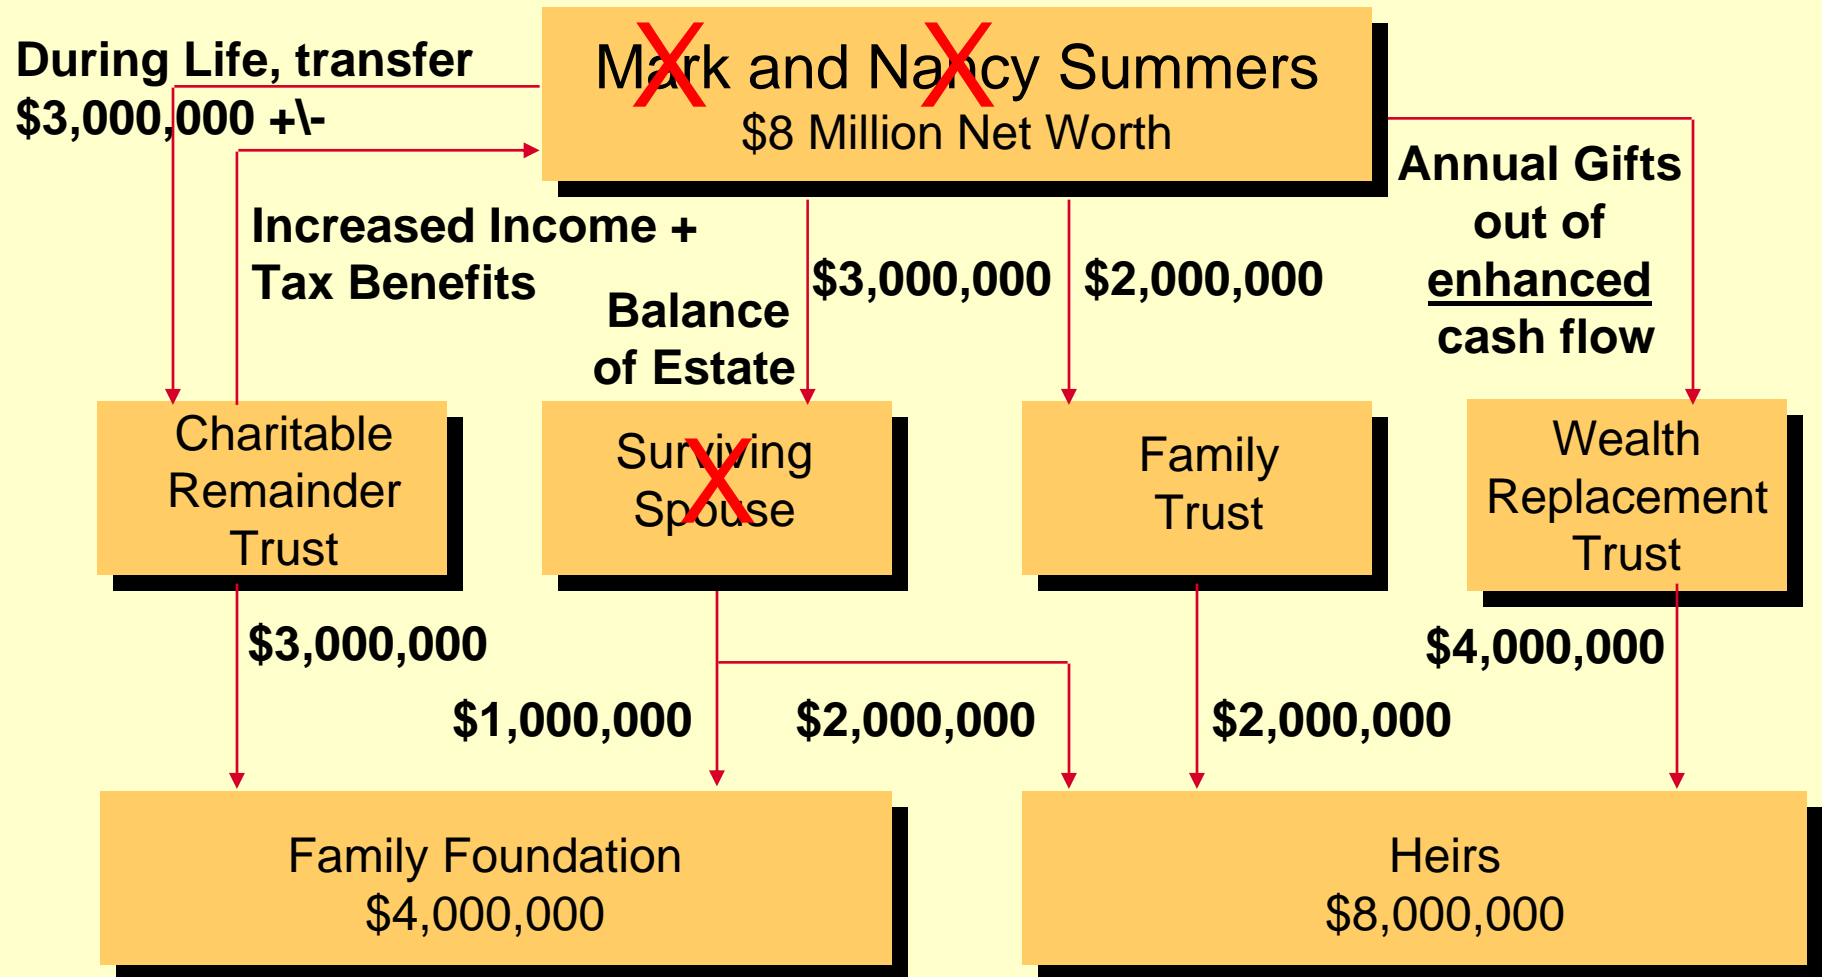 During Life, transfer
$3,000,000 +\-
Mark and Nancy Summers
$8 Million Net Worth
X
X
Increased Income +
Tax Benefits
Balance
of Estate
$3,000,000
$2,000,000
Annual Gifts
out of
enhanced
cash flow
Charitable
Remainder
Trust
Surviving
Spouse
X
Family
Trust
Wealth
Replacement
Trust
$3,000,000
$1,000,000
$2,000,000
$2,000,000
$4,000,000
Family Foundation
$4,000,000
Heirs
$8,000,000